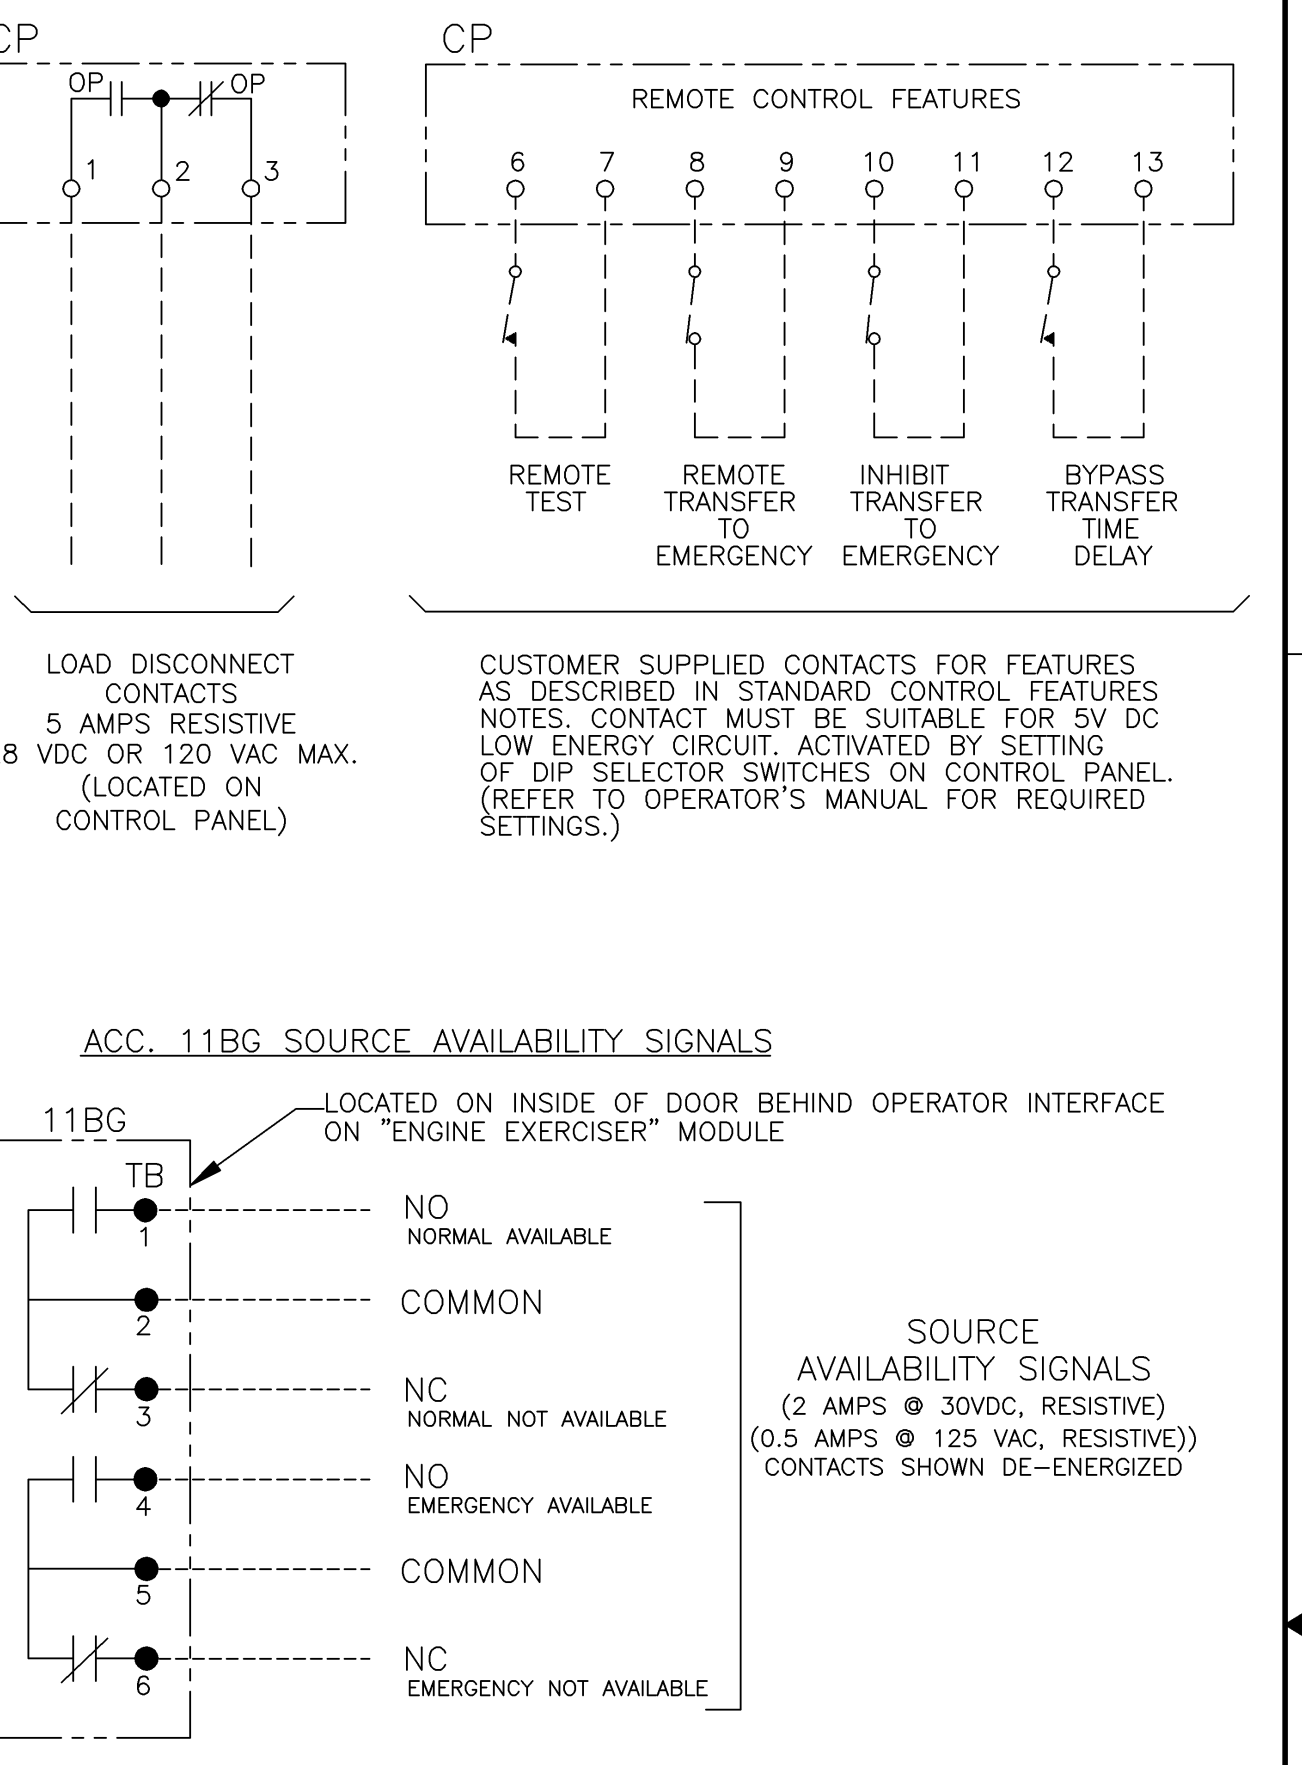 CP
OP
OP
1
2
3
LOAD DISCONNECT
CONTACTS
5 AMPS RESISTIVE
8 VDC OR 120 VAC MAX.
(LOCATED ON
CONTROL PANEL)
CP
REMOTE CONTROL FEATURES
6 7 8 9 10 11 12 13
REMOTE
TEST
REMOTE
TRANSFER
TO
EMERGENCY
INHIBIT
TRANSFER
TO
EMERGENCY
BYPASS
TRANSFER
TIME
DELAY
CUSTOMER SUPPLIED CONTACTS FOR FEATURES
AS DESCRIBED IN STANDARD CONTROL FEATURES
NOTES. CONTACT MUST BE SUITABLE FOR 5V DC
LOW ENERGY CIRCUIT. ACTIVATED BY SETTING
OF DIP SELECTOR SWITCHES ON CONTROL PANEL.
(REFER TO OPERATOR'S MANUAL FOR REQUIRED
SETTINGS.)
ACC. 11BG SOURCE AVAILABILITY SIGNALS
LOCATED ON INSIDE OF DOOR BEHIND OPERATOR INTERFACE
ON "ENGINE EXERCISER" MODULE
11BG
TB
1
NO
NORMAL AVAILABLE
2
COMMON
3
NC
NORMAL NOT AVAILABLE
4
NO
EMERGENCY AVAILABLE
5
COMMON
6
NC
EMERGENCY NOT AVAILABLE
SOURCE
AVAILABILITY SIGNALS
(2 AMPS @ 30VDC, RESISTIVE)
(0.5 AMPS @ 125 VAC, RESISTIVE))
CONTACTS SHOWN DE-ENERGIZED